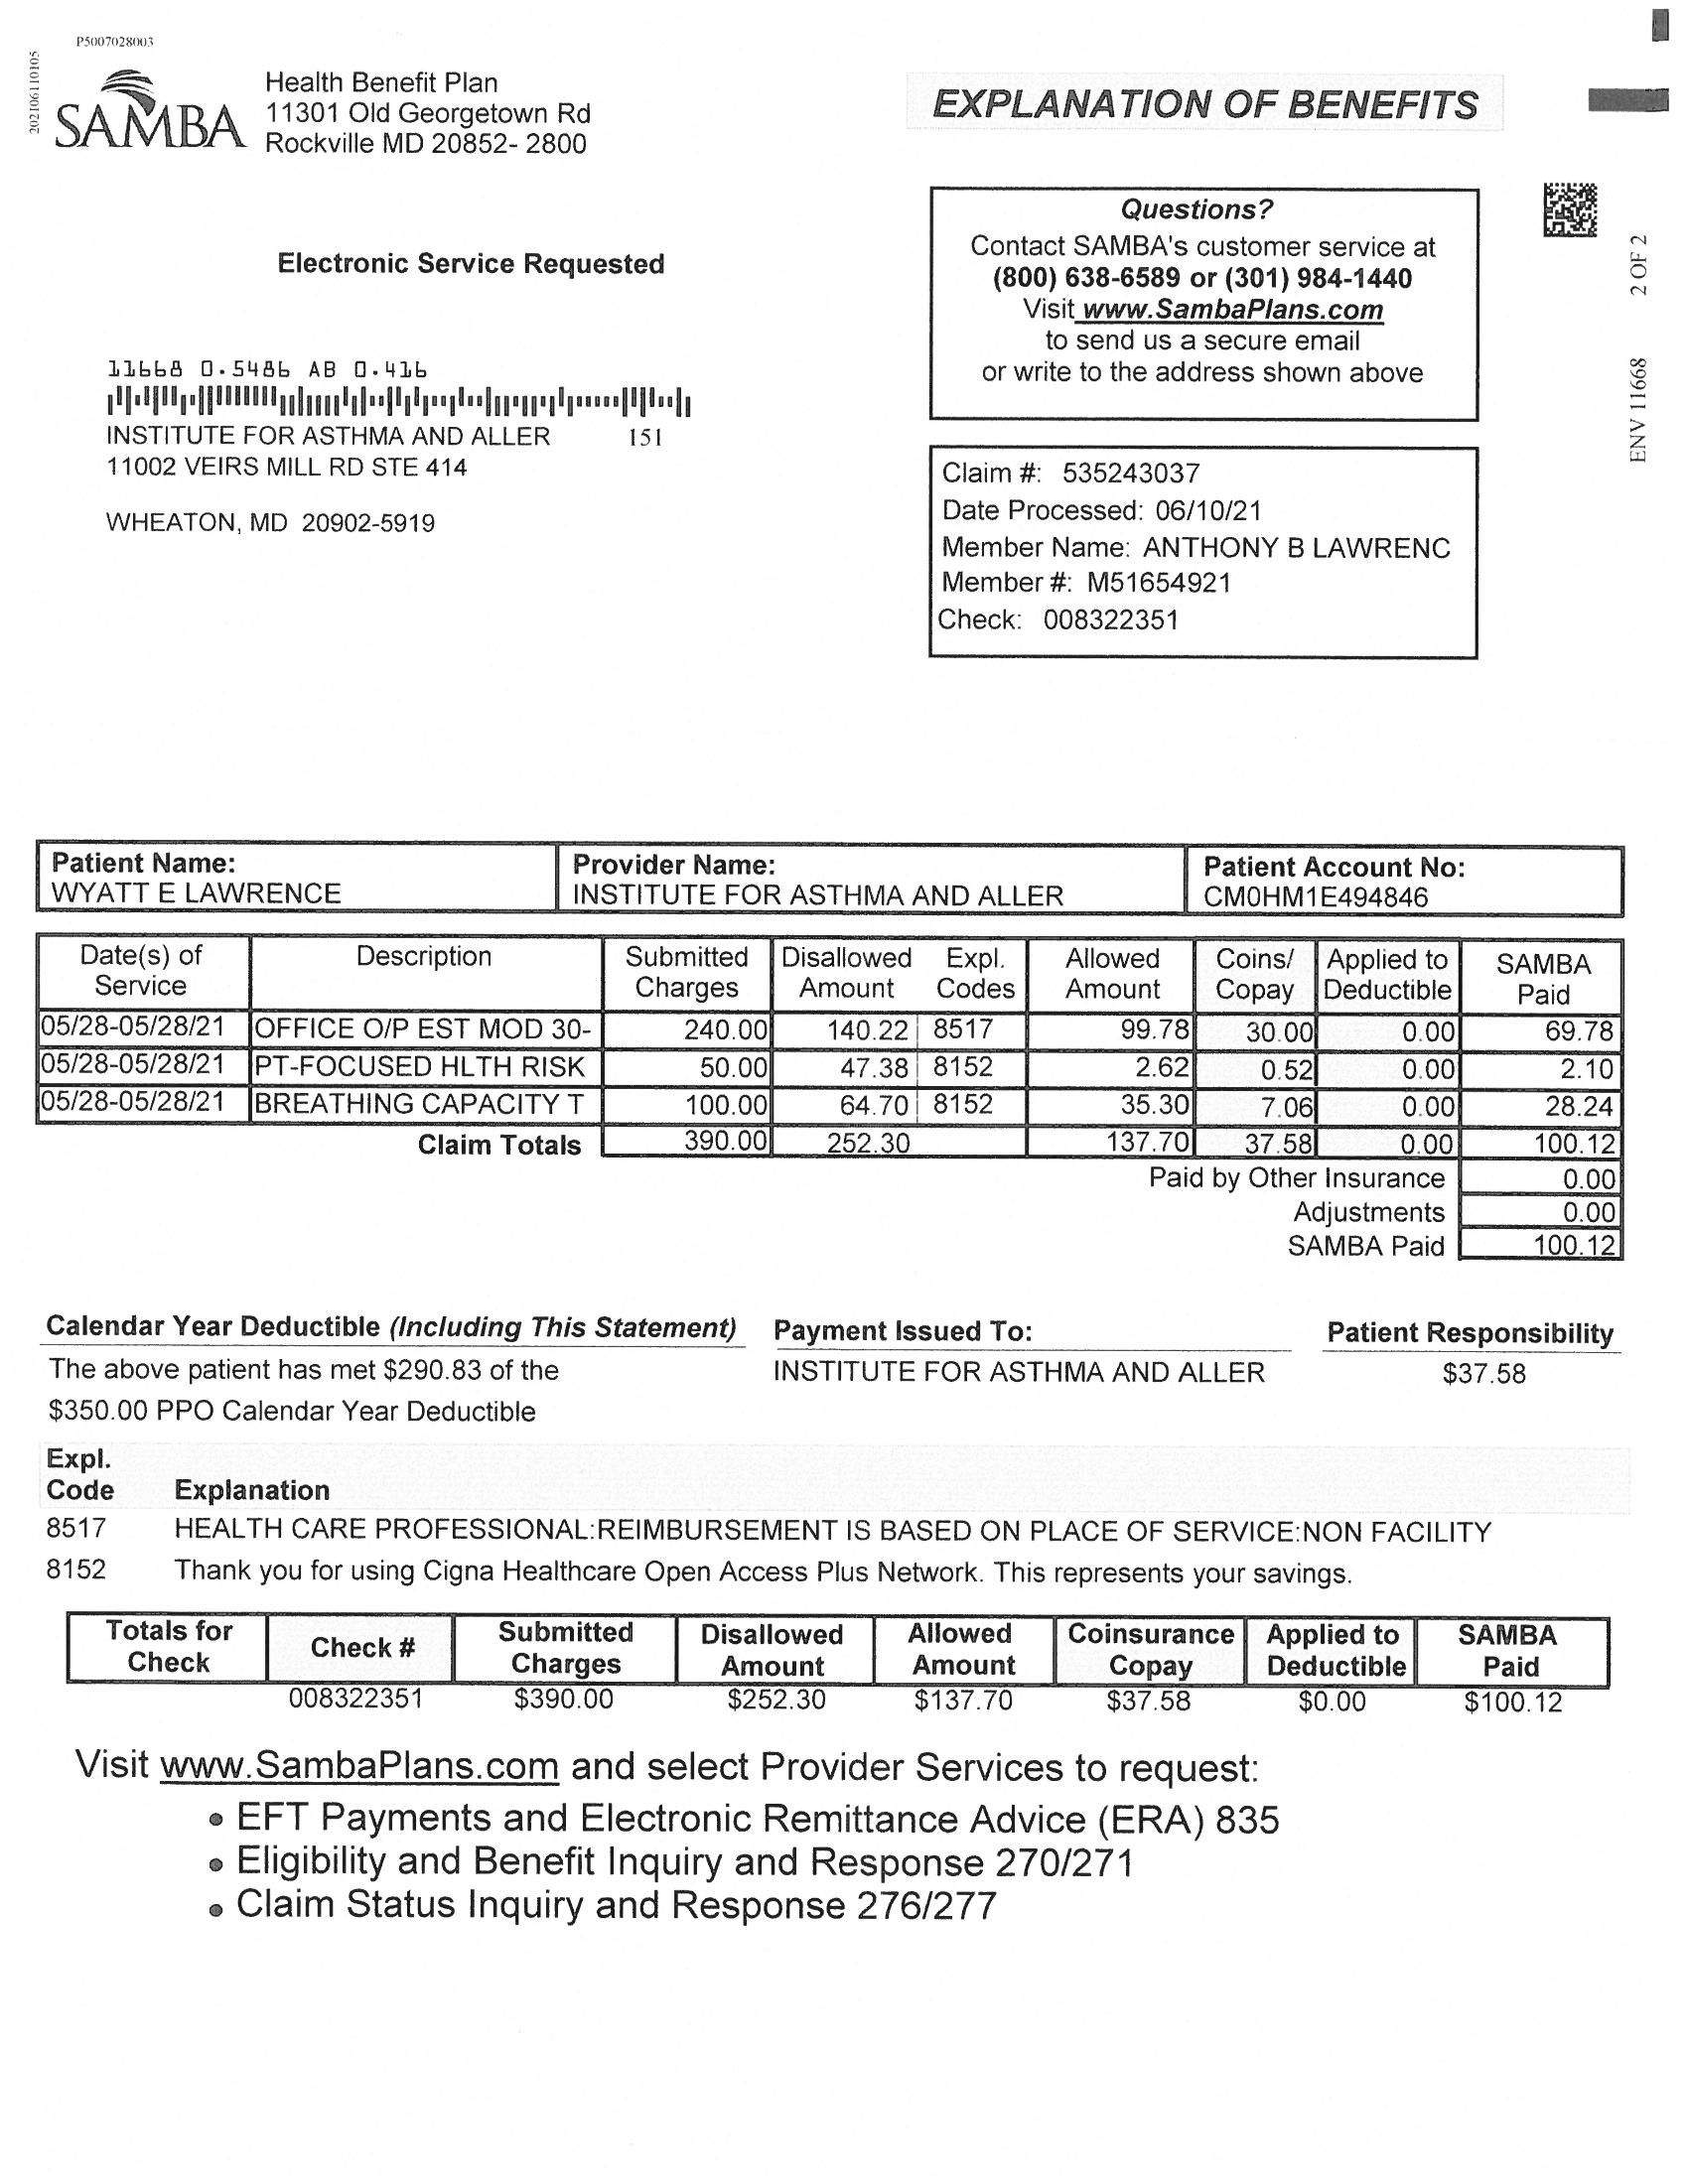 P5007028003
20210611010105
SAMBA
Health Benefit Plan
11301 Old Georgetown Rd
Rockville MD 20852- 2800
EXPLANATION OF BENEFITS
Electronic Service Requested
Questions?
Contact SAMBA's customer service at
(800) 638-6589 or (301) 984-1440
Visit www.SambaPlans.com
to send us a secure email
or write to the address shown above
ENV 11668 2 OF 2
11668 0.5486 AB 0.416
INSTITUTE FOR ASTHMA AND ALLER 151
11002 VEIRS MILL RD STE 414
WHEATON, MD 20902-5919
Claim #: 535243037
Date Processed: 06/10/21
Member Name: ANTHONY B LAWRENC
Member #: M51654921
Check: 008322351
Patient Name: Provider Name: Patient Account No:
WYATT E LAWRENCE INSTITUTE FOR ASTHMA AND ALLER CM0HM1E494846
Date(s) of Description Submitted Disallowed Expl. Allowed Coins/ Applied to SAMBA
Service Charges Amount Codes Amount Copay Deductible Paid
05/28-05/28/21 OFFICE O/P EST MOD 30- 240.00 140.22 8517 99.78 30.00 0.00 69.78
05/28-05/28/21 PT-FOCUSED HLTH RISK 50.00 47.38 8152 2.62 0.52 0.00 2.10
05/28-05/28/21 BREATHING CAPACITY T 100.00 64.70 8152 35.30 7.06 0.00 28.24
Claim Totals 390.00 252.30 137.70 37.58 0.00 100.12
Paid by Other Insurance 0.00
Adjustments 0.00
SAMBA Paid 100.12
Calendar Year Deductible (Including This Statement) Payment Issued To: Patient Responsibility
The above patient has met $290.83 of the INSTITUTE FOR ASTHMA AND ALLER $37.58
$350.00 PPO Calendar Year Deductible
Expl.
Code Explanation
8517 HEALTH CARE PROFESSIONAL:REIMBURSEMENT IS BASED ON PLACE OF SERVICE:NON FACILITY
8152 Thank you for using Cigna Healthcare Open Access Plus Network. This represents your savings.
Totals for Check # Submitted Disallowed Allowed Coinsurance Applied to SAMBA
Check Charges Amount Amount Copay Deductible Paid
008322351 $390.00 $252.30 $137.70 $37.58 $0.00 $100.12
Visit www.SambaPlans.com and select Provider Services to request:
• EFT Payments and Electronic Remittance Advice (ERA) 835
• Eligibility and Benefit Inquiry and Response 270/271
• Claim Status Inquiry and Response 276/277